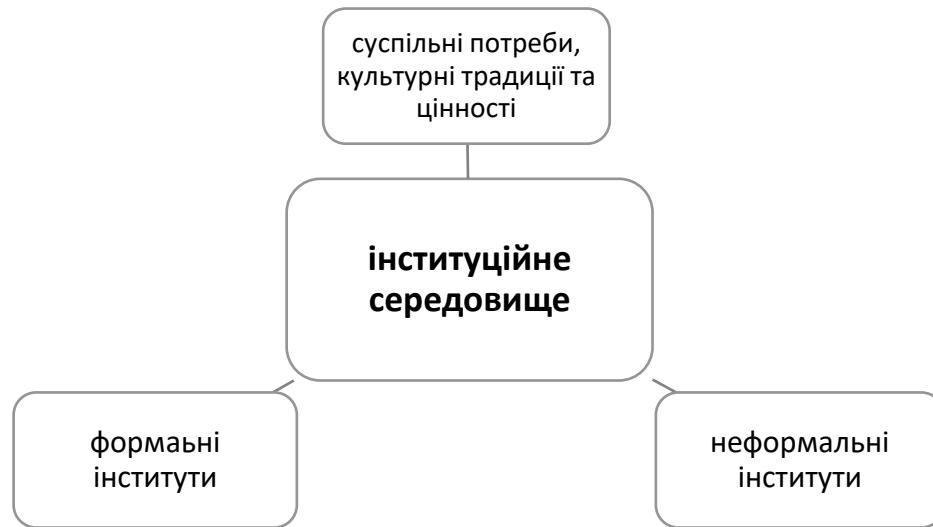 суспільні потреби,
культурні традиції та
цінності
інституційне
середовище
формаьні
інститути
неформальні
інститути